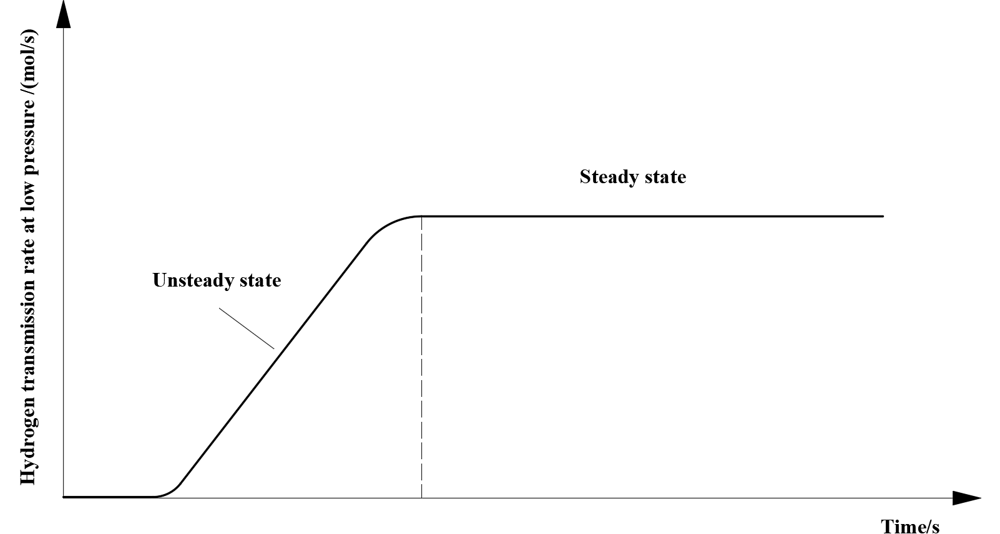 Hydrogen transmission rate at low pressure /(mol/s)
Steady state
Unsteady state
Time/s